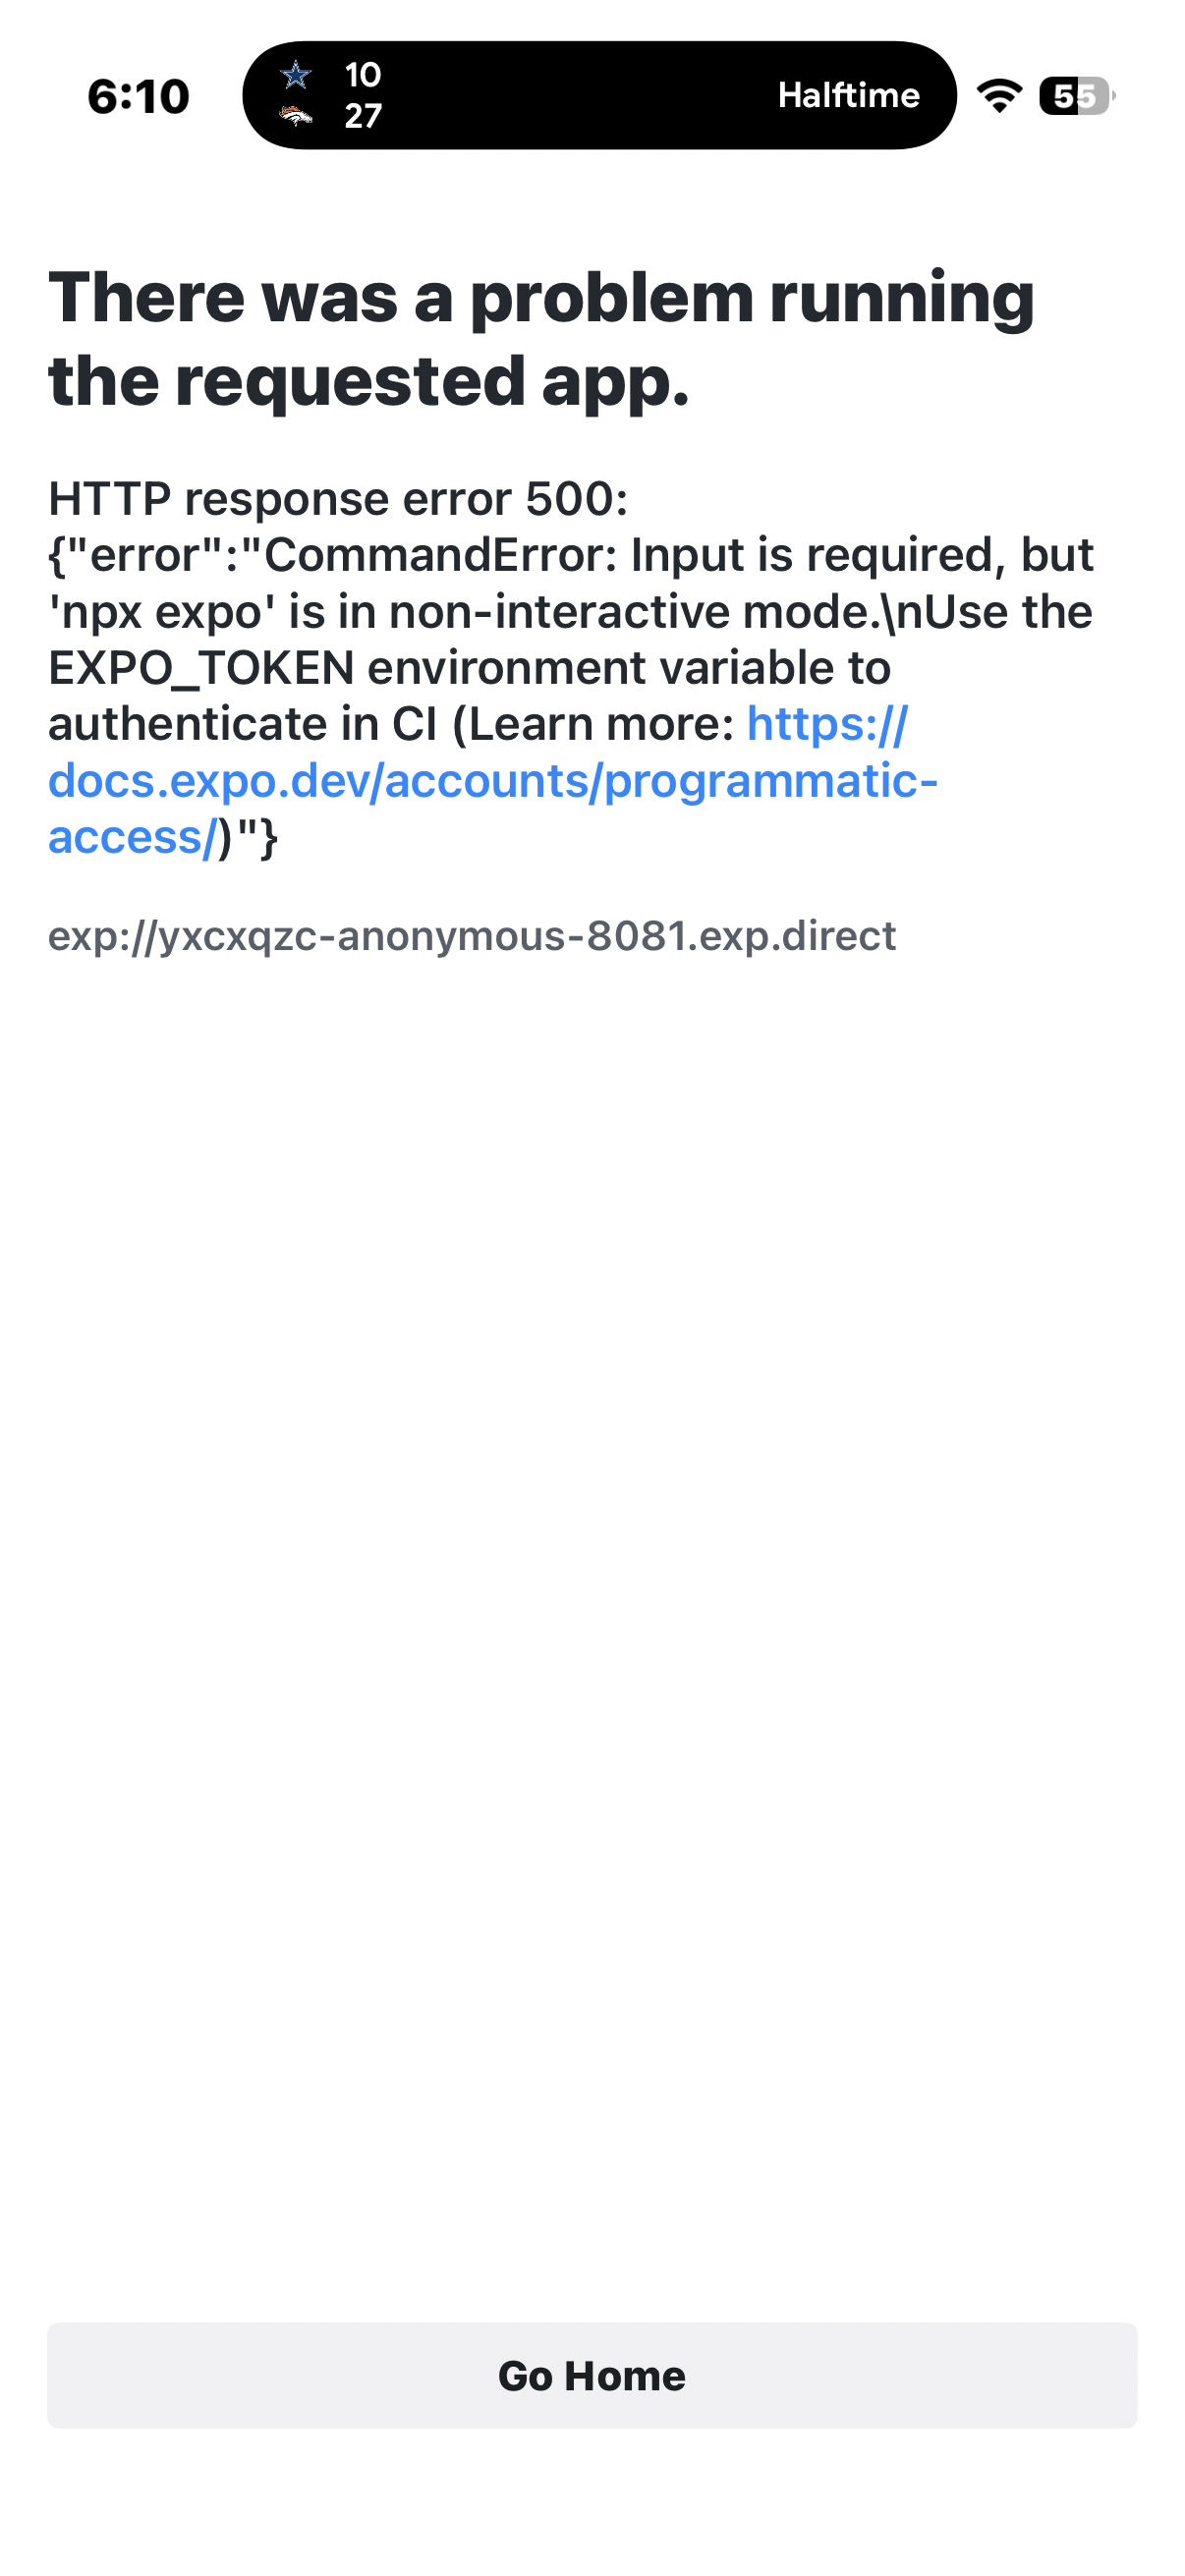 6:10
10
27
Halftime
55
There was a problem running
the requested app.
HTTP response error 500:
{"error":"CommandError: Input is required, but
'npx expo' is in non-interactive mode.\nUse the
EXPO_TOKEN environment variable to
authenticate in CI (Learn more: https://
docs.expo.dev/accounts/programmatic-
access/)"}
exp://yxcxqzc-anonymous-8081.exp.direct
Go Home